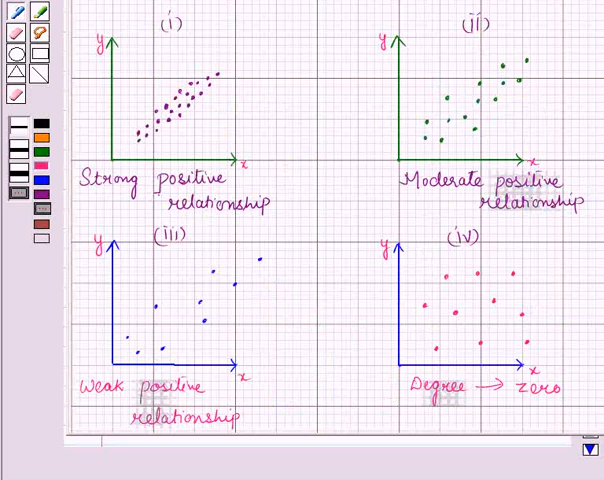 (i)
(ii)
y
y
x
x
Strong positive
relationship
Moderate positive
relationship
(iii)
(iv)
y
y
x
x
Weak positive
relationship
Degree → zero